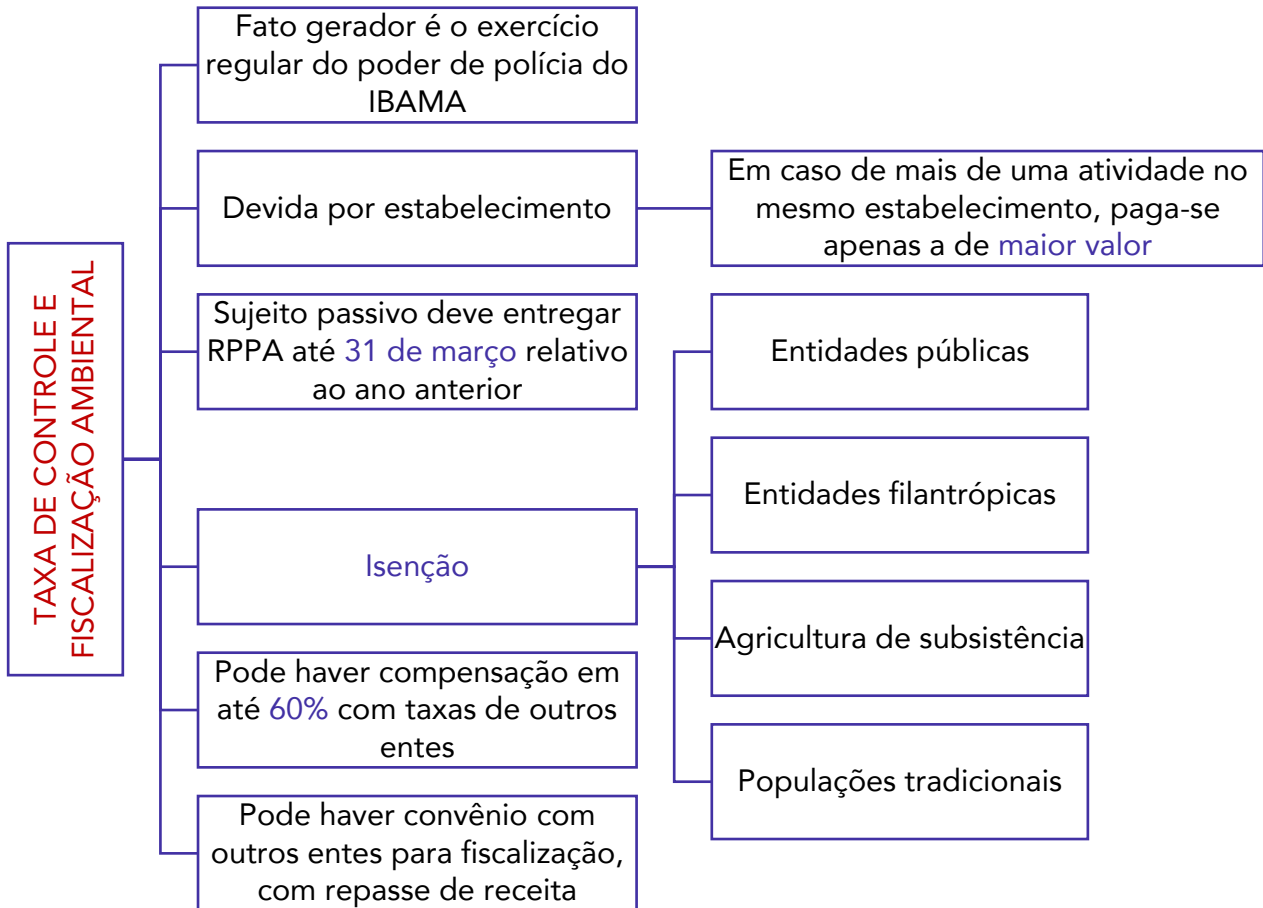 TAXA DE CONTROLE E
FISCALIZAÇÃO AMBIENTAL
Fato gerador é o exercício
regular do poder de polícia do
IBAMA
Devida por estabelecimento
Em caso de mais de uma atividade no
mesmo estabelecimento, paga-se
apenas a de maior valor
Sujeito passivo deve entregar
RPPA até 31 de março relativo
ao ano anterior
Isenção
Entidades públicas
Entidades filantrópicas
Agricultura de subsistência
Populações tradicionais
Pode haver compensação em
até 60% com taxas de outros
entes
Pode haver convênio com
outros entes para fiscalização,
com repasse de receita